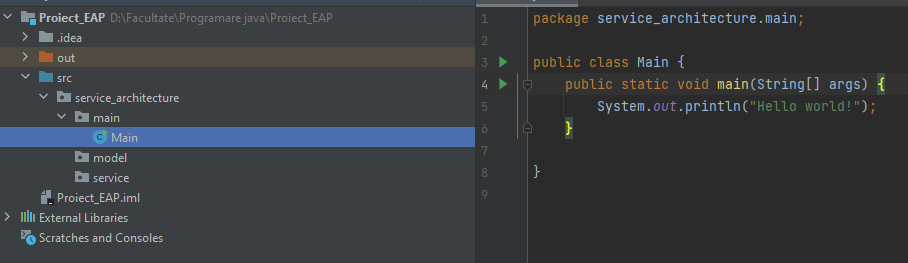 Proiect_EAP D:\Facultate\Programare java\Proiect_EAP
.idea
out
src
service_architecture
main
Main
model
service
Proiect_EAP.iml
External Libraries
Scratches and Consoles
1 package service_architecture.main;
2
3 public class Main {
4 public static void main(String[] args) {
5 System.out.println("Hello world!");
6 }
7
8 }
9